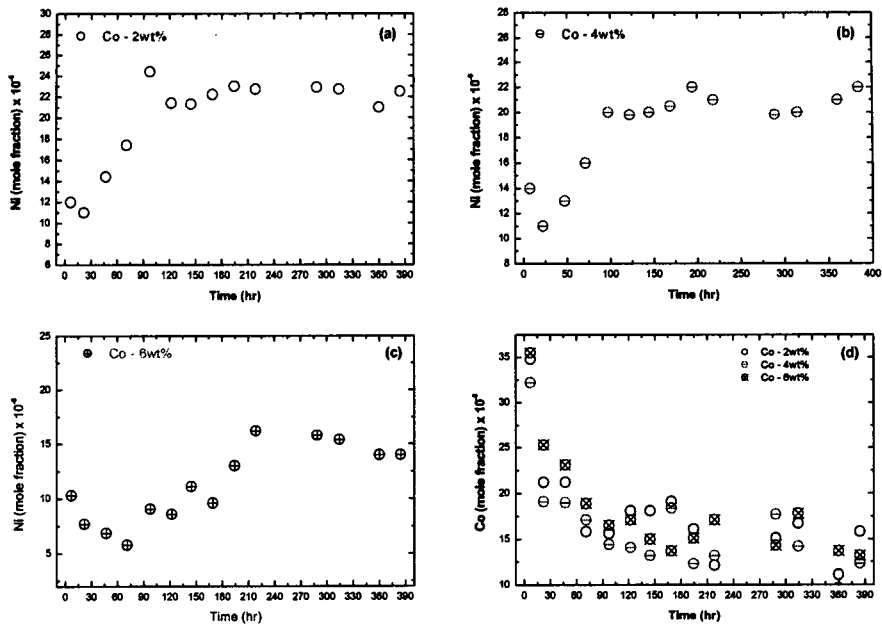 (a)
Co - 2wt%
Ni (mole fraction) x 10⁻⁶
30
28
26
24
22
20
18
16
14
12
10
8
6
0 30 60 90 120 150 180 210 240 270 300 330 360 390
Time (hr)
(b)
Co - 4wt%
Ni (mole fraction) x 10⁻⁶
28
26
24
22
20
18
16
14
12
10
8
0 50 100 150 200 250 300 350 400
Time (hr)
(c)
Co - 6wt%
Ni (mole fraction) x 10⁻⁶
25
20
15
10
5
0 30 60 90 120 150 180 210 240 270 300 330 360 390
Time (hr)
(d)
Co - 2wt%
Co - 4wt%
Co - 6wt%
Co (mole fraction) x 10⁻⁶
35
30
25
20
15
10
0 30 60 90 120 150 180 210 240 270 300 330 360 390
Time (hr)